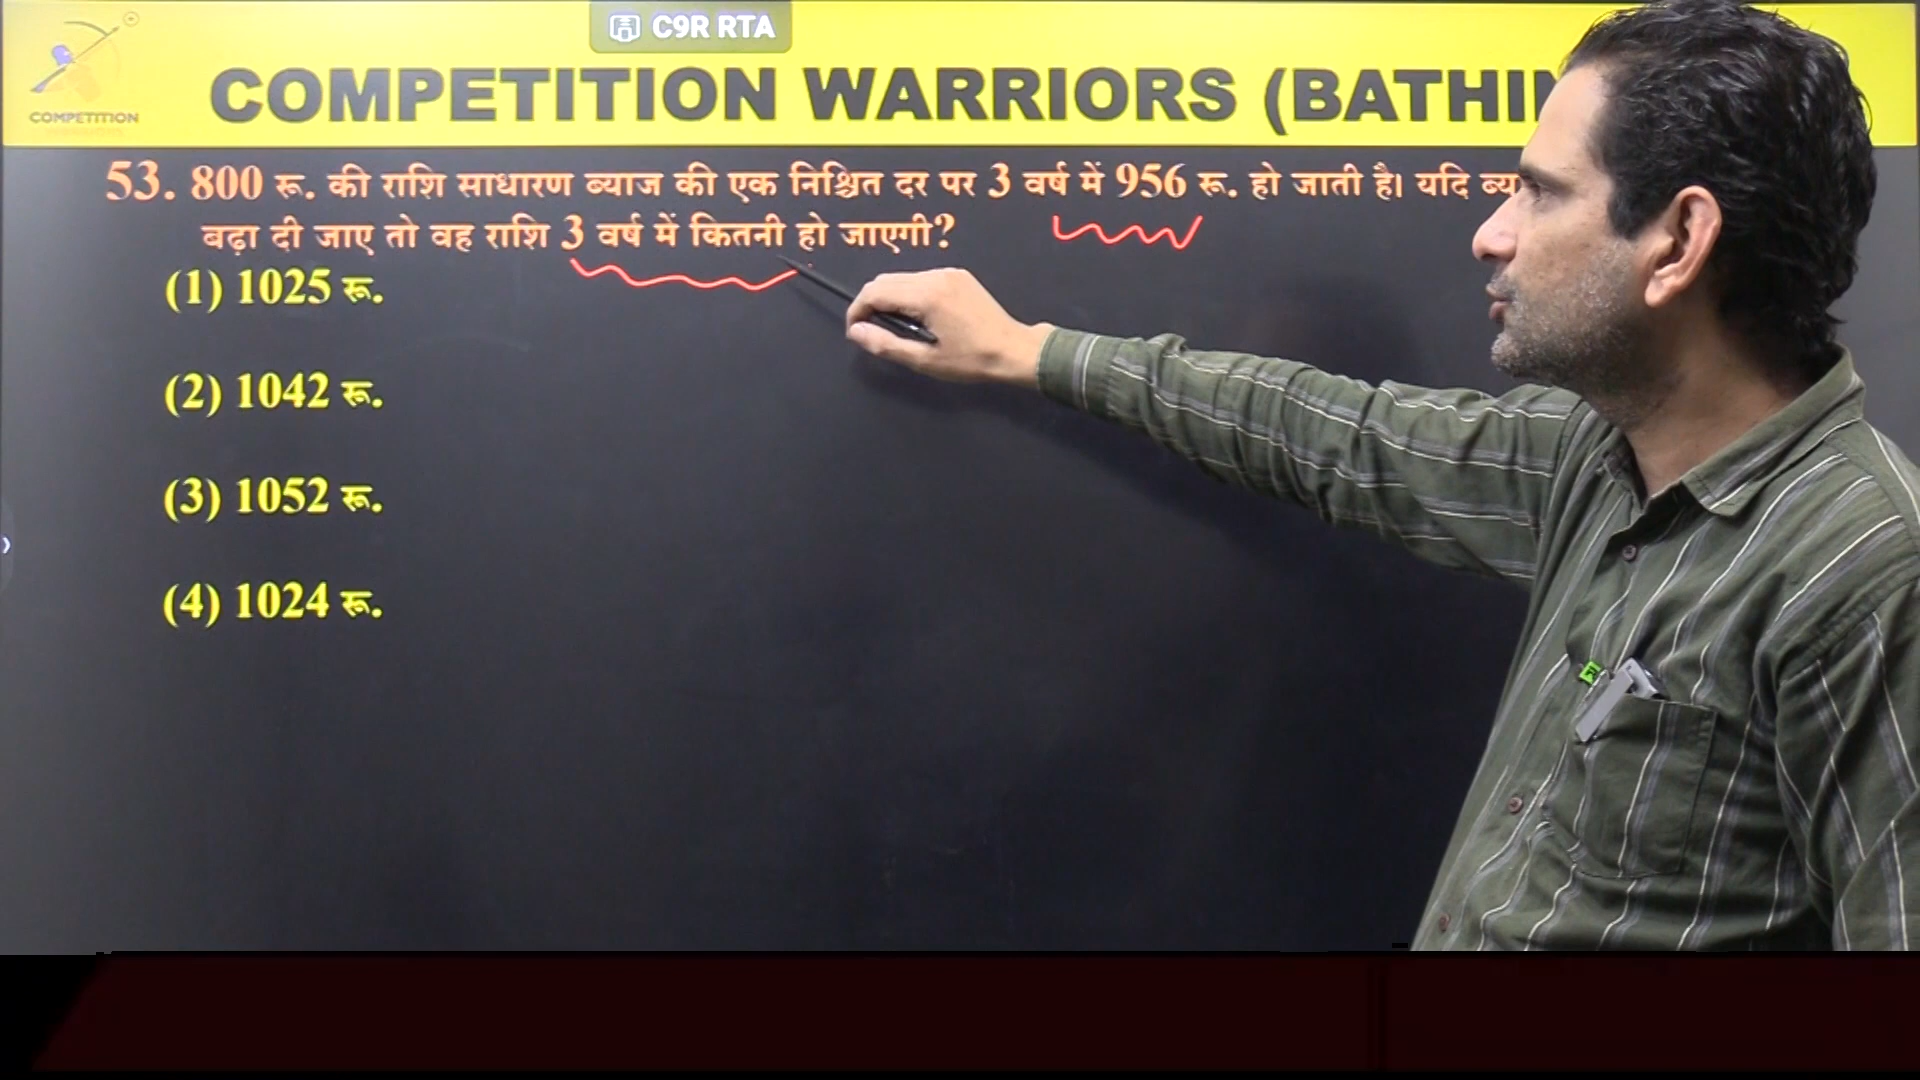 C9R RTA
COMPETITION WARRIORS (BATHIN
COMPETITION
53. 800 रू. की राशि साधारण ब्याज की एक निश्चित दर पर 3 वर्ष में 956 रू. हो जाती है। यदि ब्य
बढ़ा दी जाए तो वह राशि 3 वर्ष में कितनी हो जाएगी?
(1) 1025 रू.
(2) 1042 रू.
(3) 1052 रू.
(4) 1024 रू.